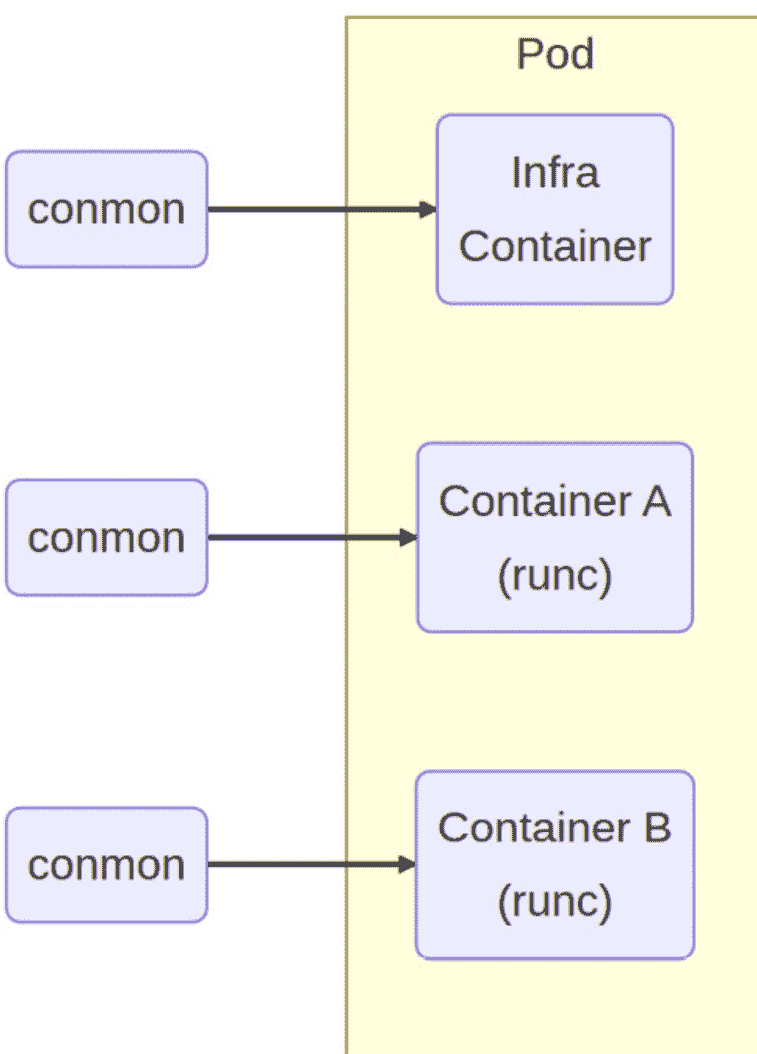 Pod
conmon
Infra
Container
conmon
Container A
(runc)
conmon
Container B
(runc)